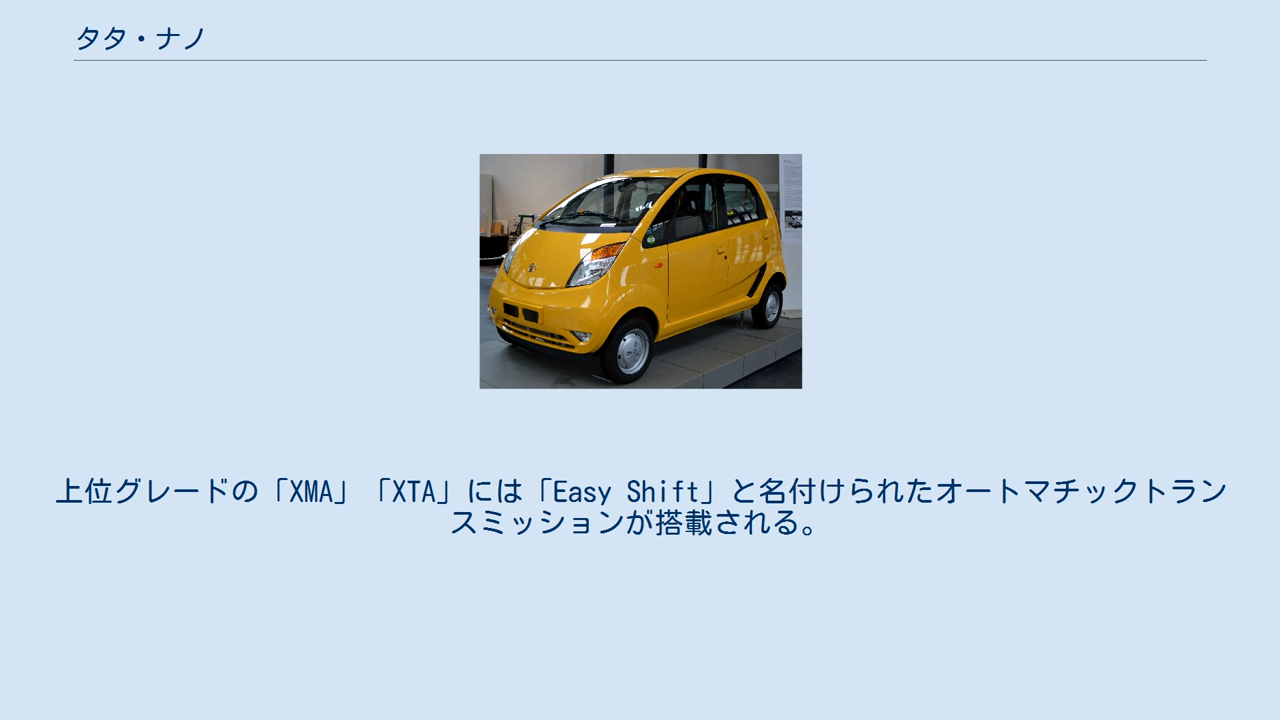 タタ・ナノ
上位グレードの「XMA」「XTA」には「Easy Shift」と名付けられたオートマチックトラン
スミッションが搭載される。